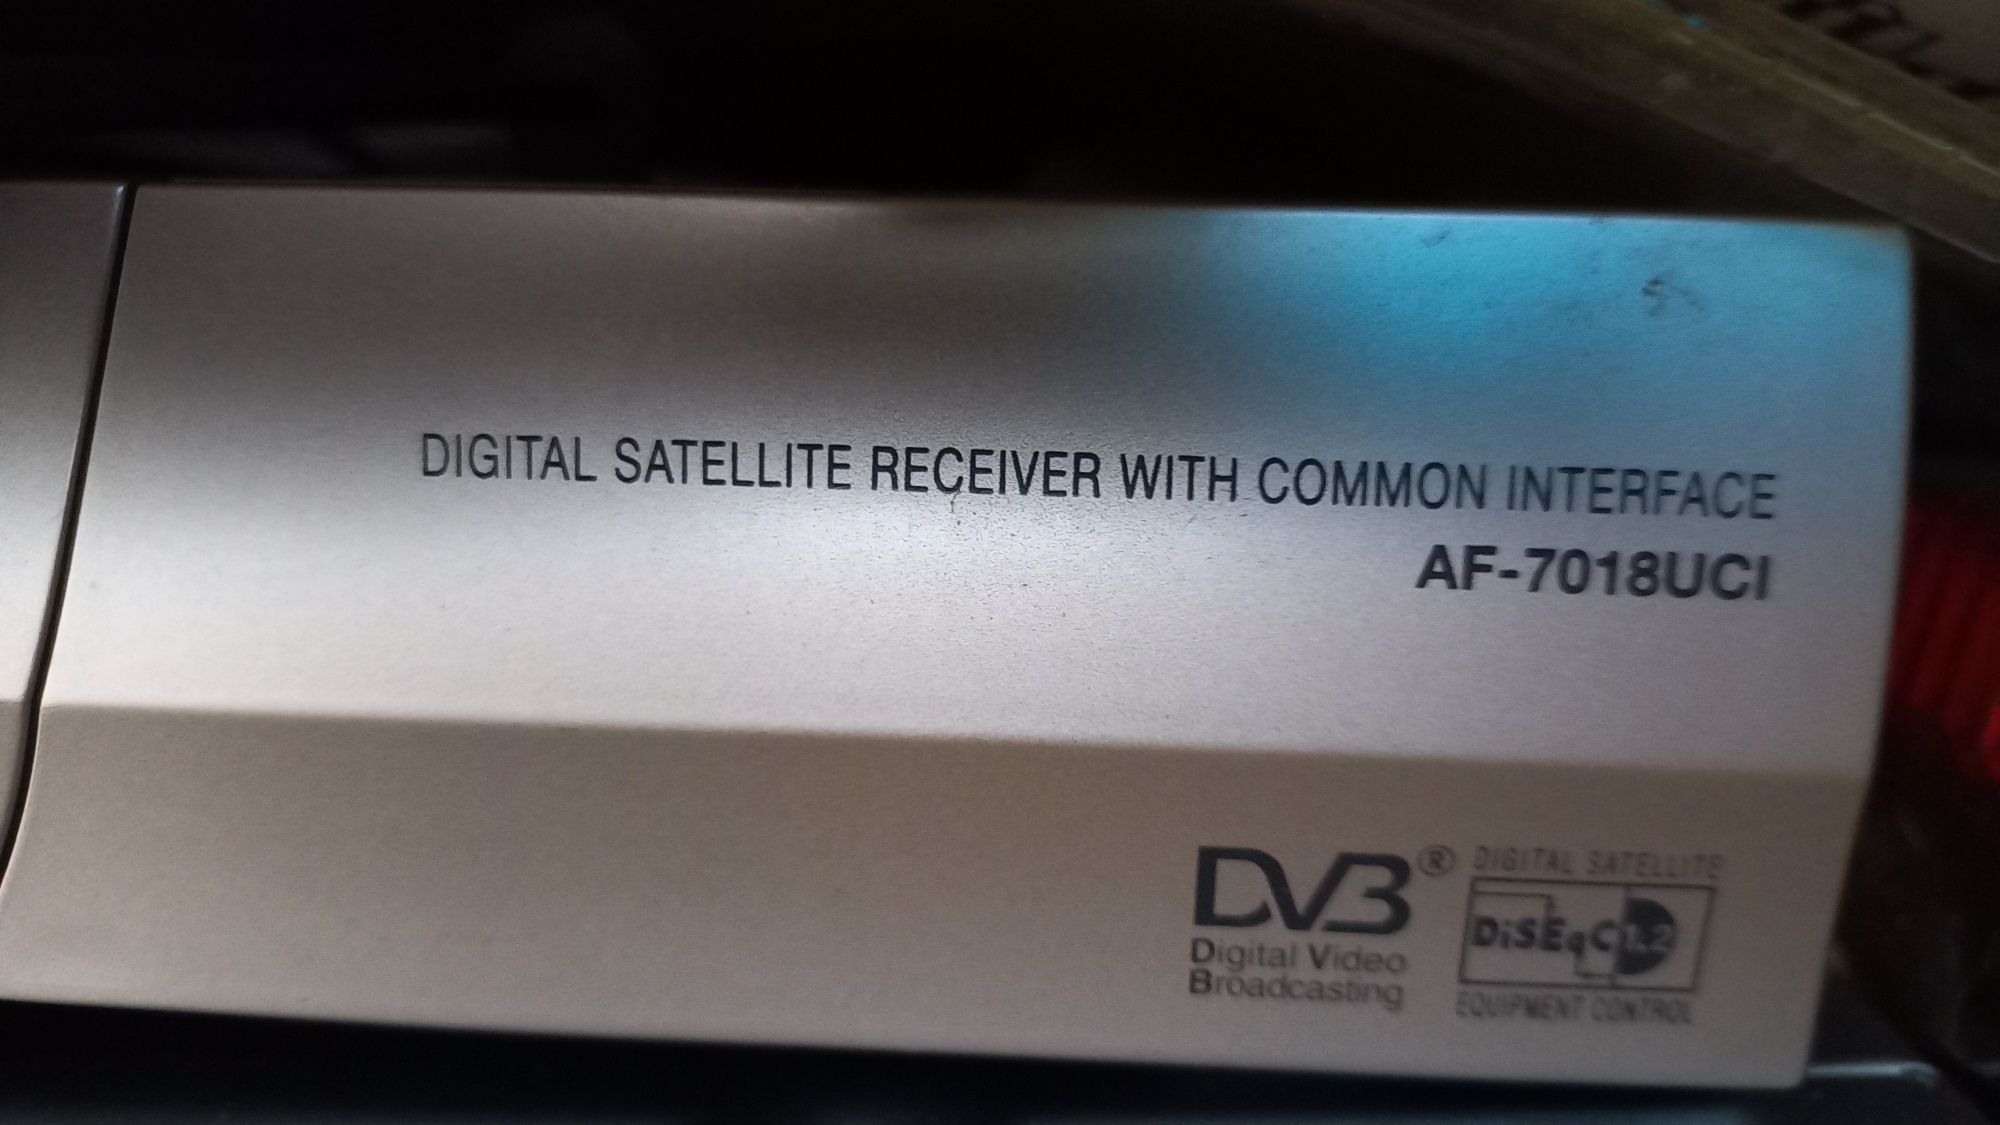 DIGITAL SATELLITE RECEIVER WITH COMMON INTERFACE
AF-7018UCI
DVB®
Digital Video
Broadcasting
DIGITAL SATELLITE
DiSEqC 1.2
EQUIPMENT CONTROL